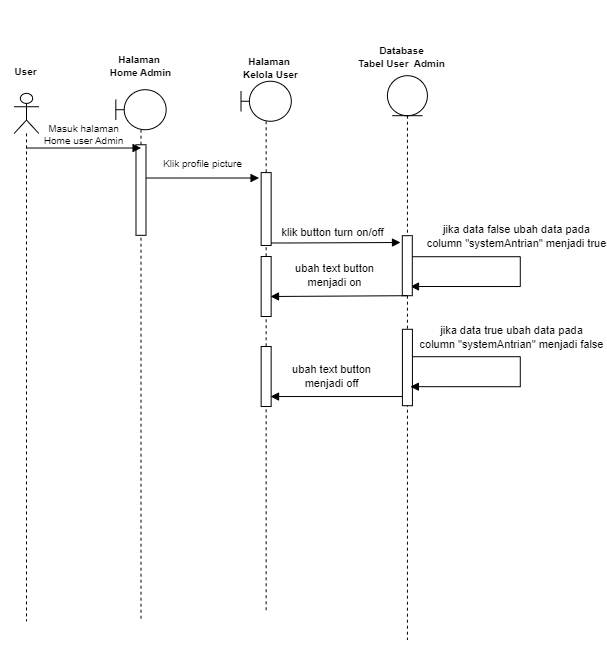 User
Halaman
Home Admin
Halaman
Kelola User
Database
Tabel User Admin
Masuk halaman
Home user Admin
Klik profile picture
klik button turn on/off
jika data false ubah data pada
column "systemAntrian" menjadi true
ubah text button
menjadi on
jika data true ubah data pada
column "systemAntrian" menjadi false
ubah text button
menjadi off